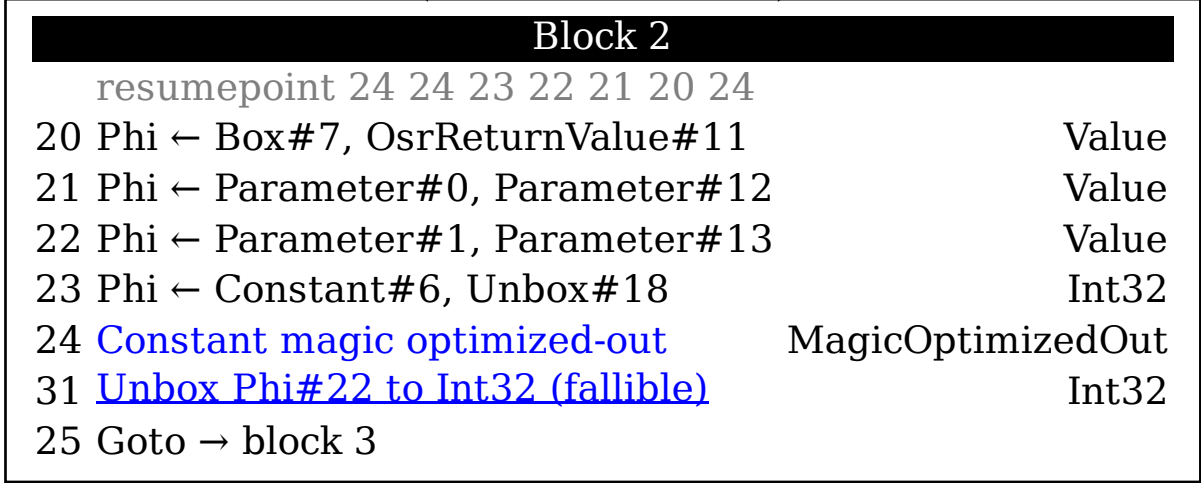 Block 2
resumepoint 24 24 23 22 21 20 24
20 Phi ← Box#7, OsrReturnValue#11 Value
21 Phi ← Parameter#0, Parameter#12 Value
22 Phi ← Parameter#1, Parameter#13 Value
23 Phi ← Constant#6, Unbox#18 Int32
24 Constant magic optimized-out MagicOptimizedOut
31 Unbox Phi#22 to Int32 (fallible) Int32
25 Goto → block 3